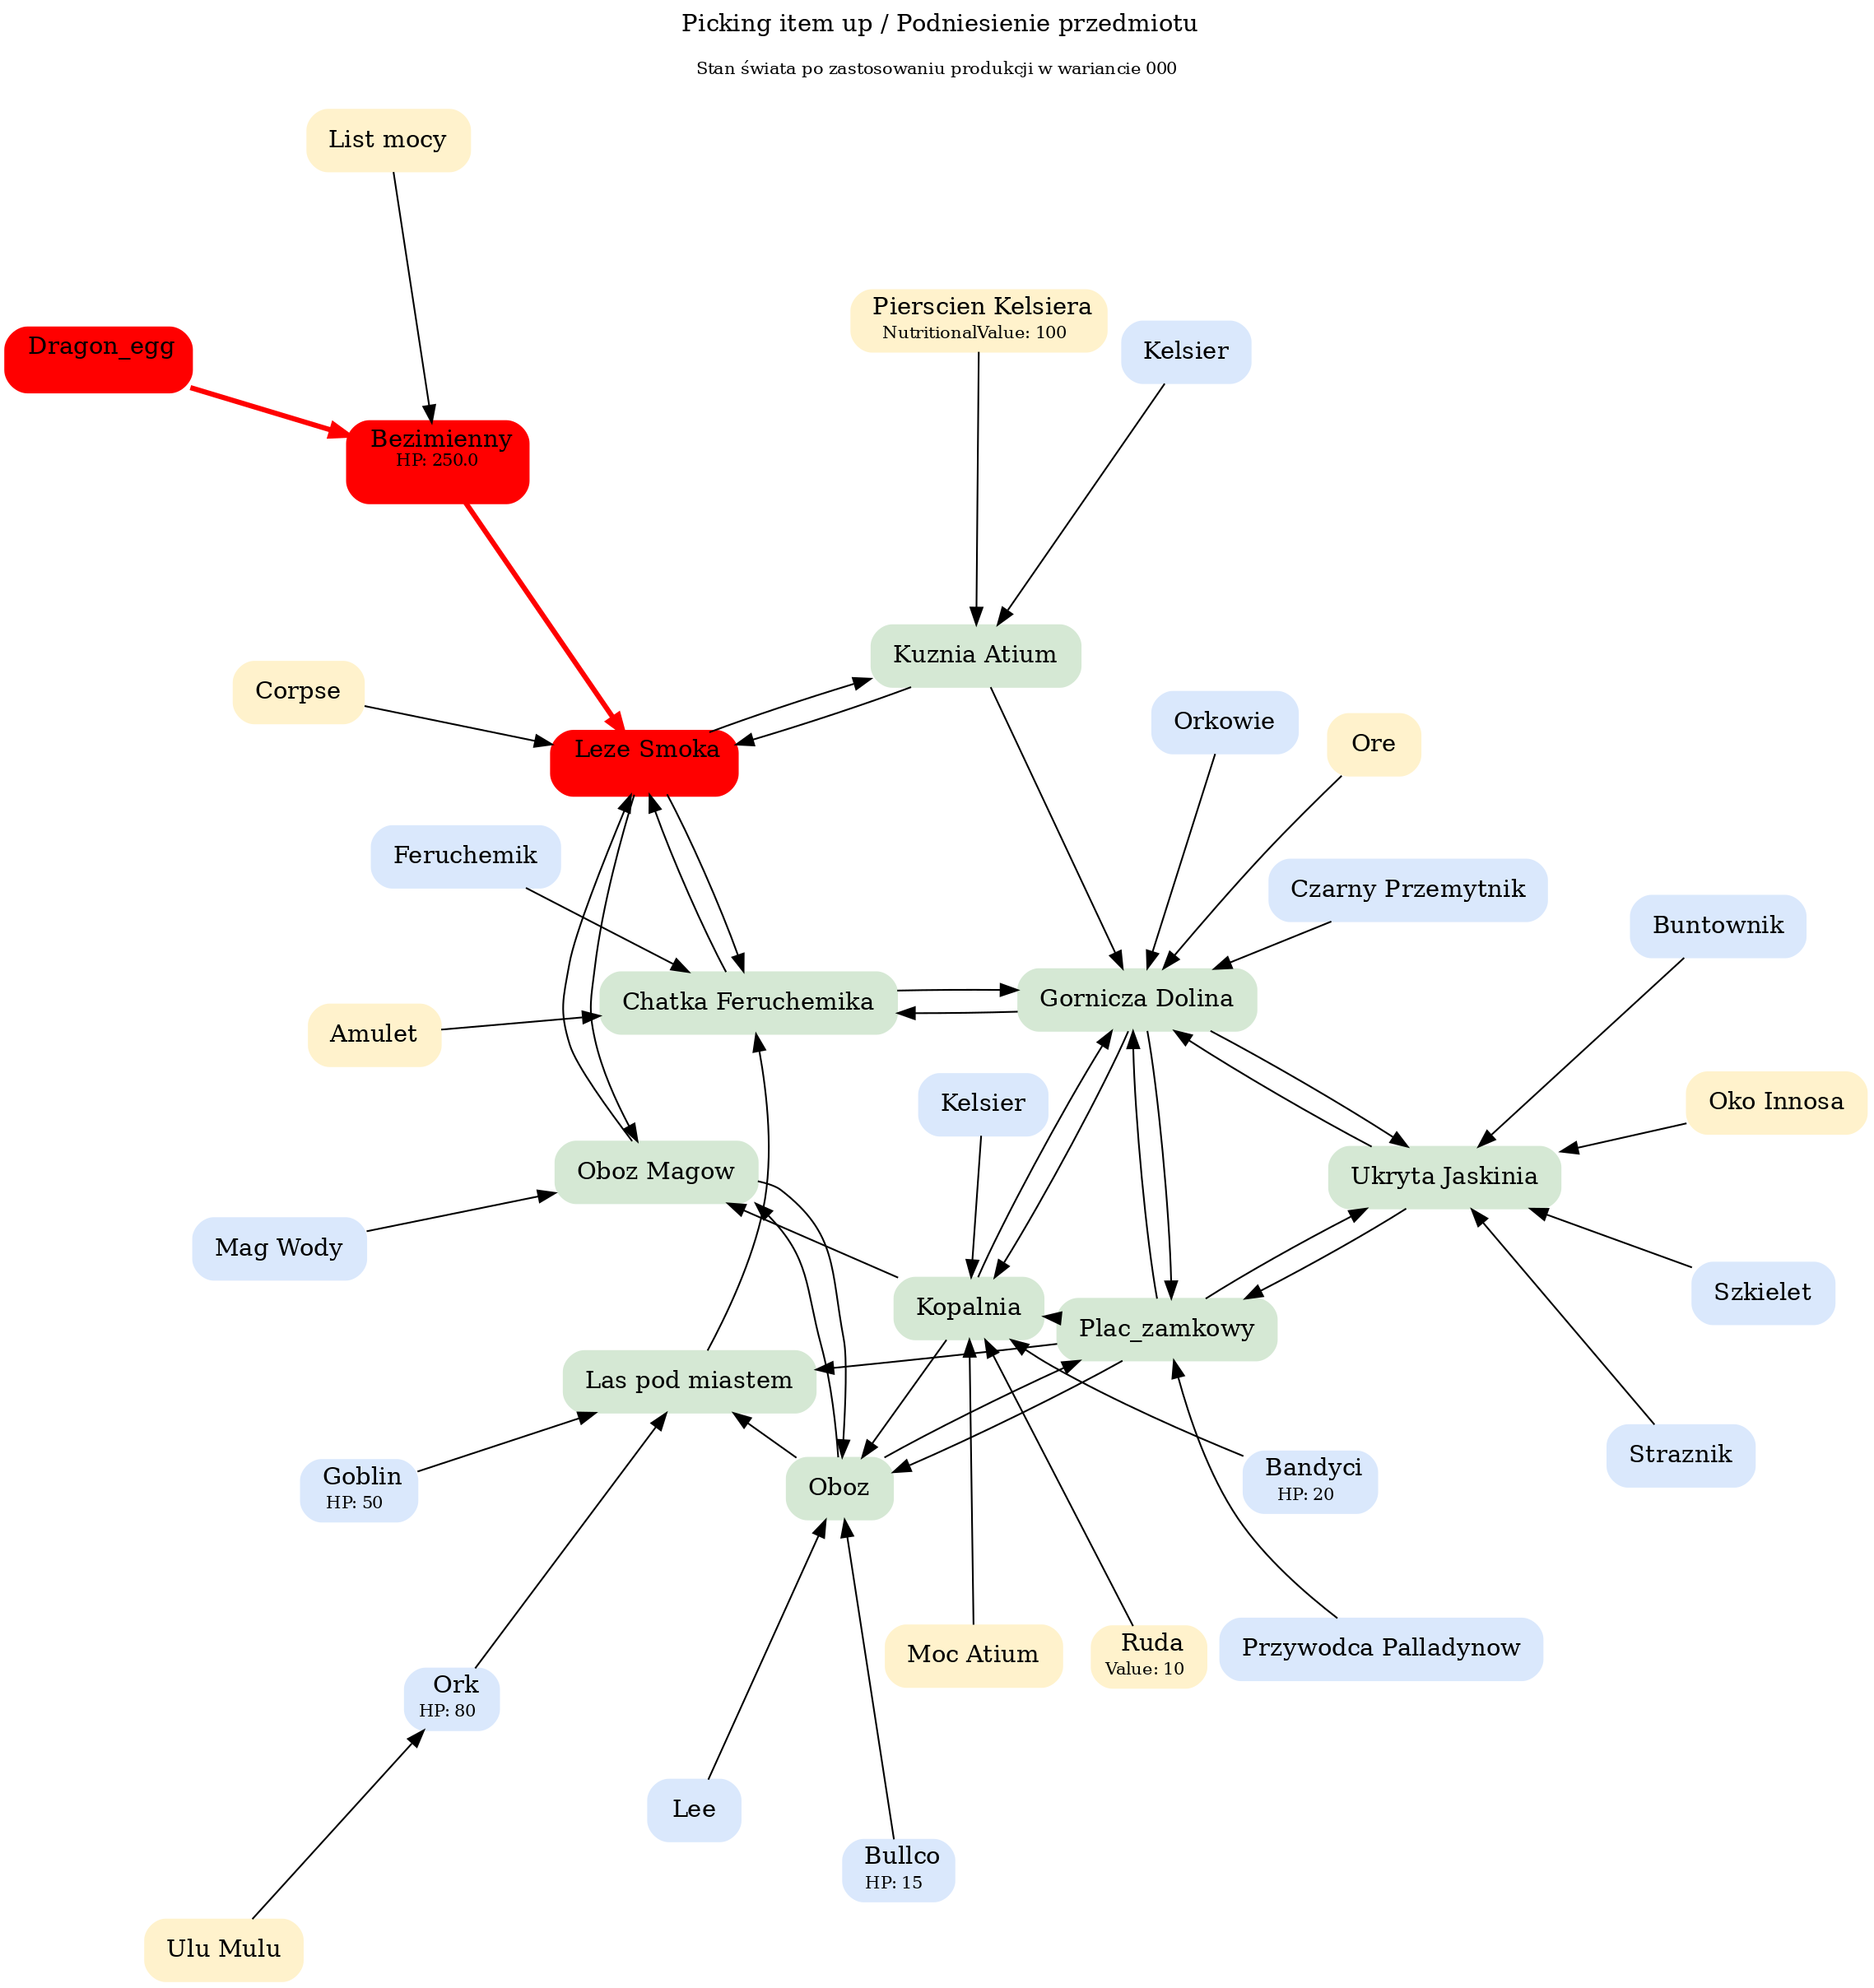 Picking item up / Podniesienie przedmiotu
Stan świata po zastosowaniu produkcji w wariancie 000
List mocy
Pierscien Kelsiera
NutritionalValue: 100
Kelsier
Dragon_egg
Bezimienny
HP: 250.0
Kuznia Atium
Corpse
Orkowie
Ore
Leze Smoka
Feruchemik
Czarny Przemytnik
Buntownik
Chatka Feruchemika
Gornicza Dolina
Amulet
Kelsier
Oko Innosa
Oboz Magow
Ukryta Jaskinia
Mag Wody
Szkielet
Kopalnia
Plac_zamkowy
Las pod miastem
Straznik
Goblin
HP: 50
Oboz
Bandyci
HP: 20
Moc Atium
Ruda
Value: 10
Przywodca Palladynow
Ork
HP: 80
Lee
Bullco
HP: 15
Ulu Mulu